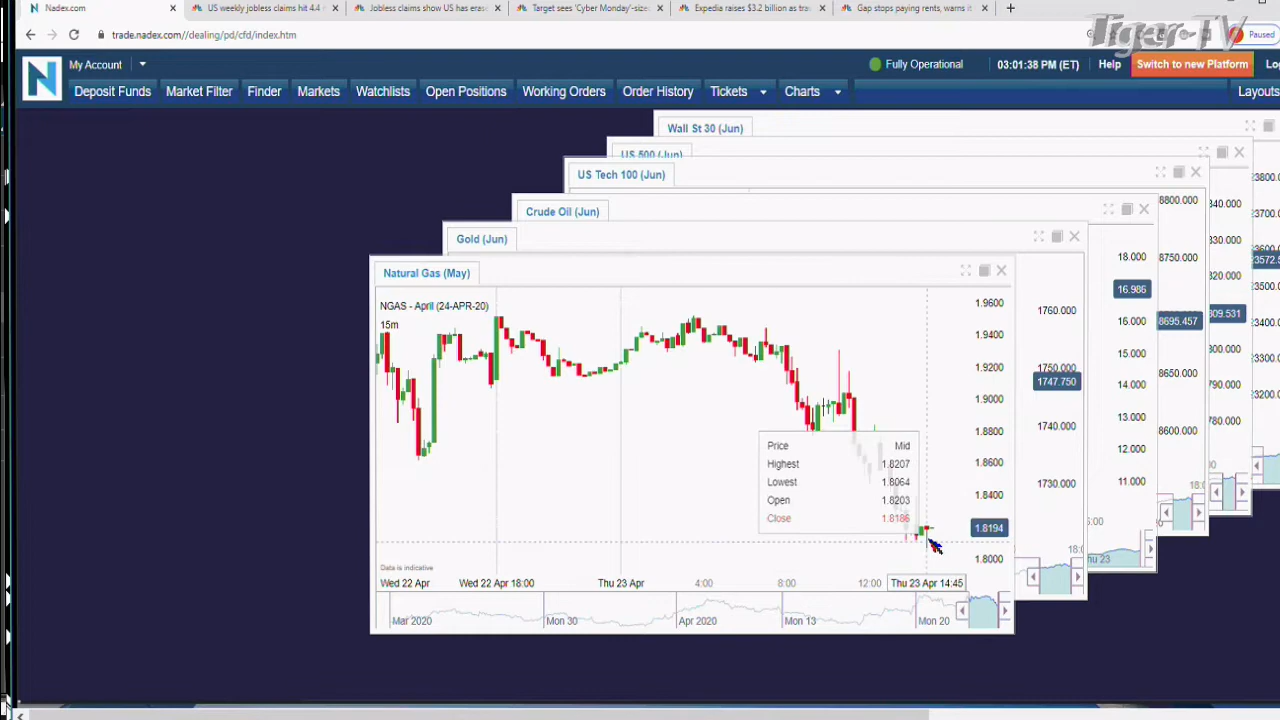 Nadex.com
US weekly jobless claims hit 4.4 r
Jobless claims show US has eras
Target sees 'Cyber Monday'-size
Expedia raises $3.2 billion as tra
Gap stops paying rents, warns it
Tiger-TV
trade.nadex.com//dealing/pd/cfd/index.htm
Paused
N
My Account
Fully Operational
03:01:38 PM (ET)
Help
Switch to new Platform
Lo
Deposit Funds
Market Filter
Finder
Markets
Watchlists
Open Positions
Working Orders
Order History
Tickets
Charts
Layouts
Wall St 30 (Jun)
US 500 (Jun)
US Tech 100 (Jun)
Crude Oil (Jun)
Gold (Jun)
Natural Gas (May)
NGAS - April (24-APR-20)
15m
1.9600
1.9400
1.9200
1.9000
1.8800
1.8600
1.8400
1.8194
1.8000
Price Mid
Highest 1.8207
Lowest 1.8064
Open 1.8203
Close 1.8186
Data is indicative
Wed 22 Apr
Wed 22 Apr 18:00
Thu 23 Apr
4:00
8:00
12:00
Thu 23 Apr 14:45
Mar 2020
Mon 30
Apr 2020
Mon 13
Mon 20
1760.000
1750.000
1747.750
1740.000
1730.000
18.000
16.986
16.000
15.000
14.000
13.000
12.000
11.000
8800.000
8750.000
8695.457
8650.000
8600.000